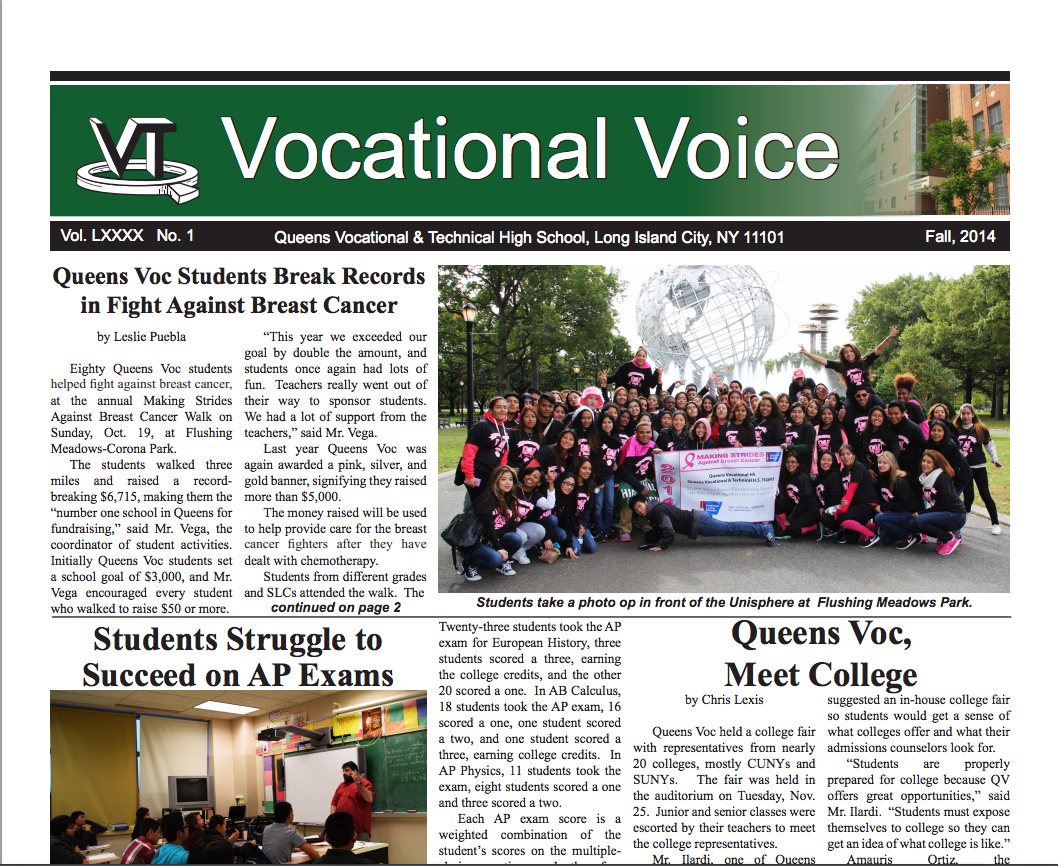 VT
Vocational Voice
Vol. LXXXX No. 1
Queens Vocational & Technical High School, Long Island City, NY 11101
Fall, 2014
Queens Voc Students Break Records
in Fight Against Breast Cancer
by Leslie Puebla
Eighty Queens Voc students
helped fight against breast cancer,
at the annual Making Strides
Against Breast Cancer Walk on
Sunday, Oct. 19, at Flushing
Meadows-Corona Park.
The students walked three
miles and raised a record-
breaking $6,715, making them the
“number one school in Queens for
fundraising,” said Mr. Vega, the
coordinator of student activities.
Initially Queens Voc students set
a school goal of $3,000, and Mr.
Vega encouraged every student
who walked to raise $50 or more.
“This year we exceeded our
goal by double the amount, and
students once again had lots of
fun. Teachers really went out of
their way to sponsor students.
We had a lot of support from the
teachers,” said Mr. Vega.
Last year Queens Voc was
again awarded a pink, silver, and
gold banner, signifying they raised
more than $5,000.
The money raised will be used
to help provide care for the breast
cancer fighters after they have
dealt with chemotherapy.
Students from different grades
and SLCs attended the walk. The
continued on page 2
MAKING STRIDES
Against Breast Cancer
Queens Vocational HS
Queens Vocational & Technical H.S. TIGERS
2014
Students take a photo op in front of the Unisphere at Flushing Meadows Park.
Students Struggle to
Succeed on AP Exams
Twenty-three students took the AP
exam for European History, three
students scored a three, earning
the college credits, and the other
20 scored a one. In AB Calculus,
18 students took the AP exam, 16
scored a one, one student scored
a two, and one student scored a
three, earning college credits. In
AP Physics, 11 students took the
exam, eight students scored a one
and three scored a two.
Each AP exam score is a
weighted combination of the
student’s scores on the multiple-
Queens Voc,
Meet College
by Chris Lexis
Queens Voc held a college fair
with representatives from nearly
20 colleges, mostly CUNYs and
SUNYs. The fair was held in
the auditorium on Tuesday, Nov.
25. Junior and senior classes were
escorted by their teachers to meet
the college representatives.
Mr. Ilardi, one of Queens
suggested an in-house college fair
so students would get a sense of
what colleges offer and what their
admissions counselors look for.
“Students are properly
prepared for college because QV
offers great opportunities,” said
Mr. Ilardi. “Students must expose
themselves to college so they can
get an idea of what college is like.”
Amauris Ortiz, the